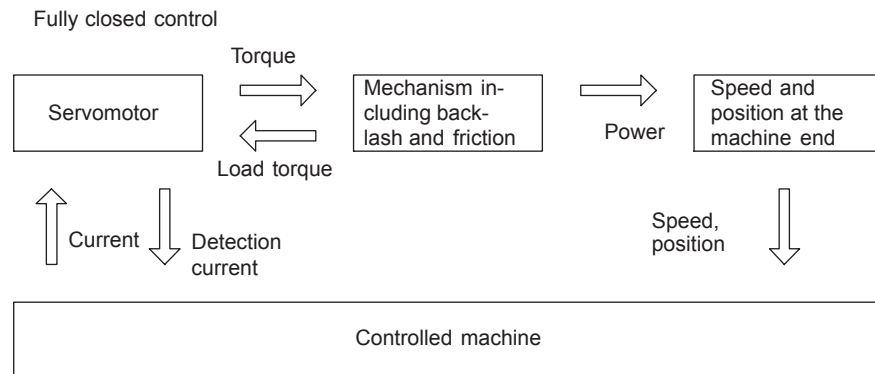 Fully closed control
Torque
Servomotor
Mechanism in-
cluding back-
lash and friction
Speed and
position at the
machine end
Load torque
Power
Current
Detection
current
Speed,
position
Controlled machine